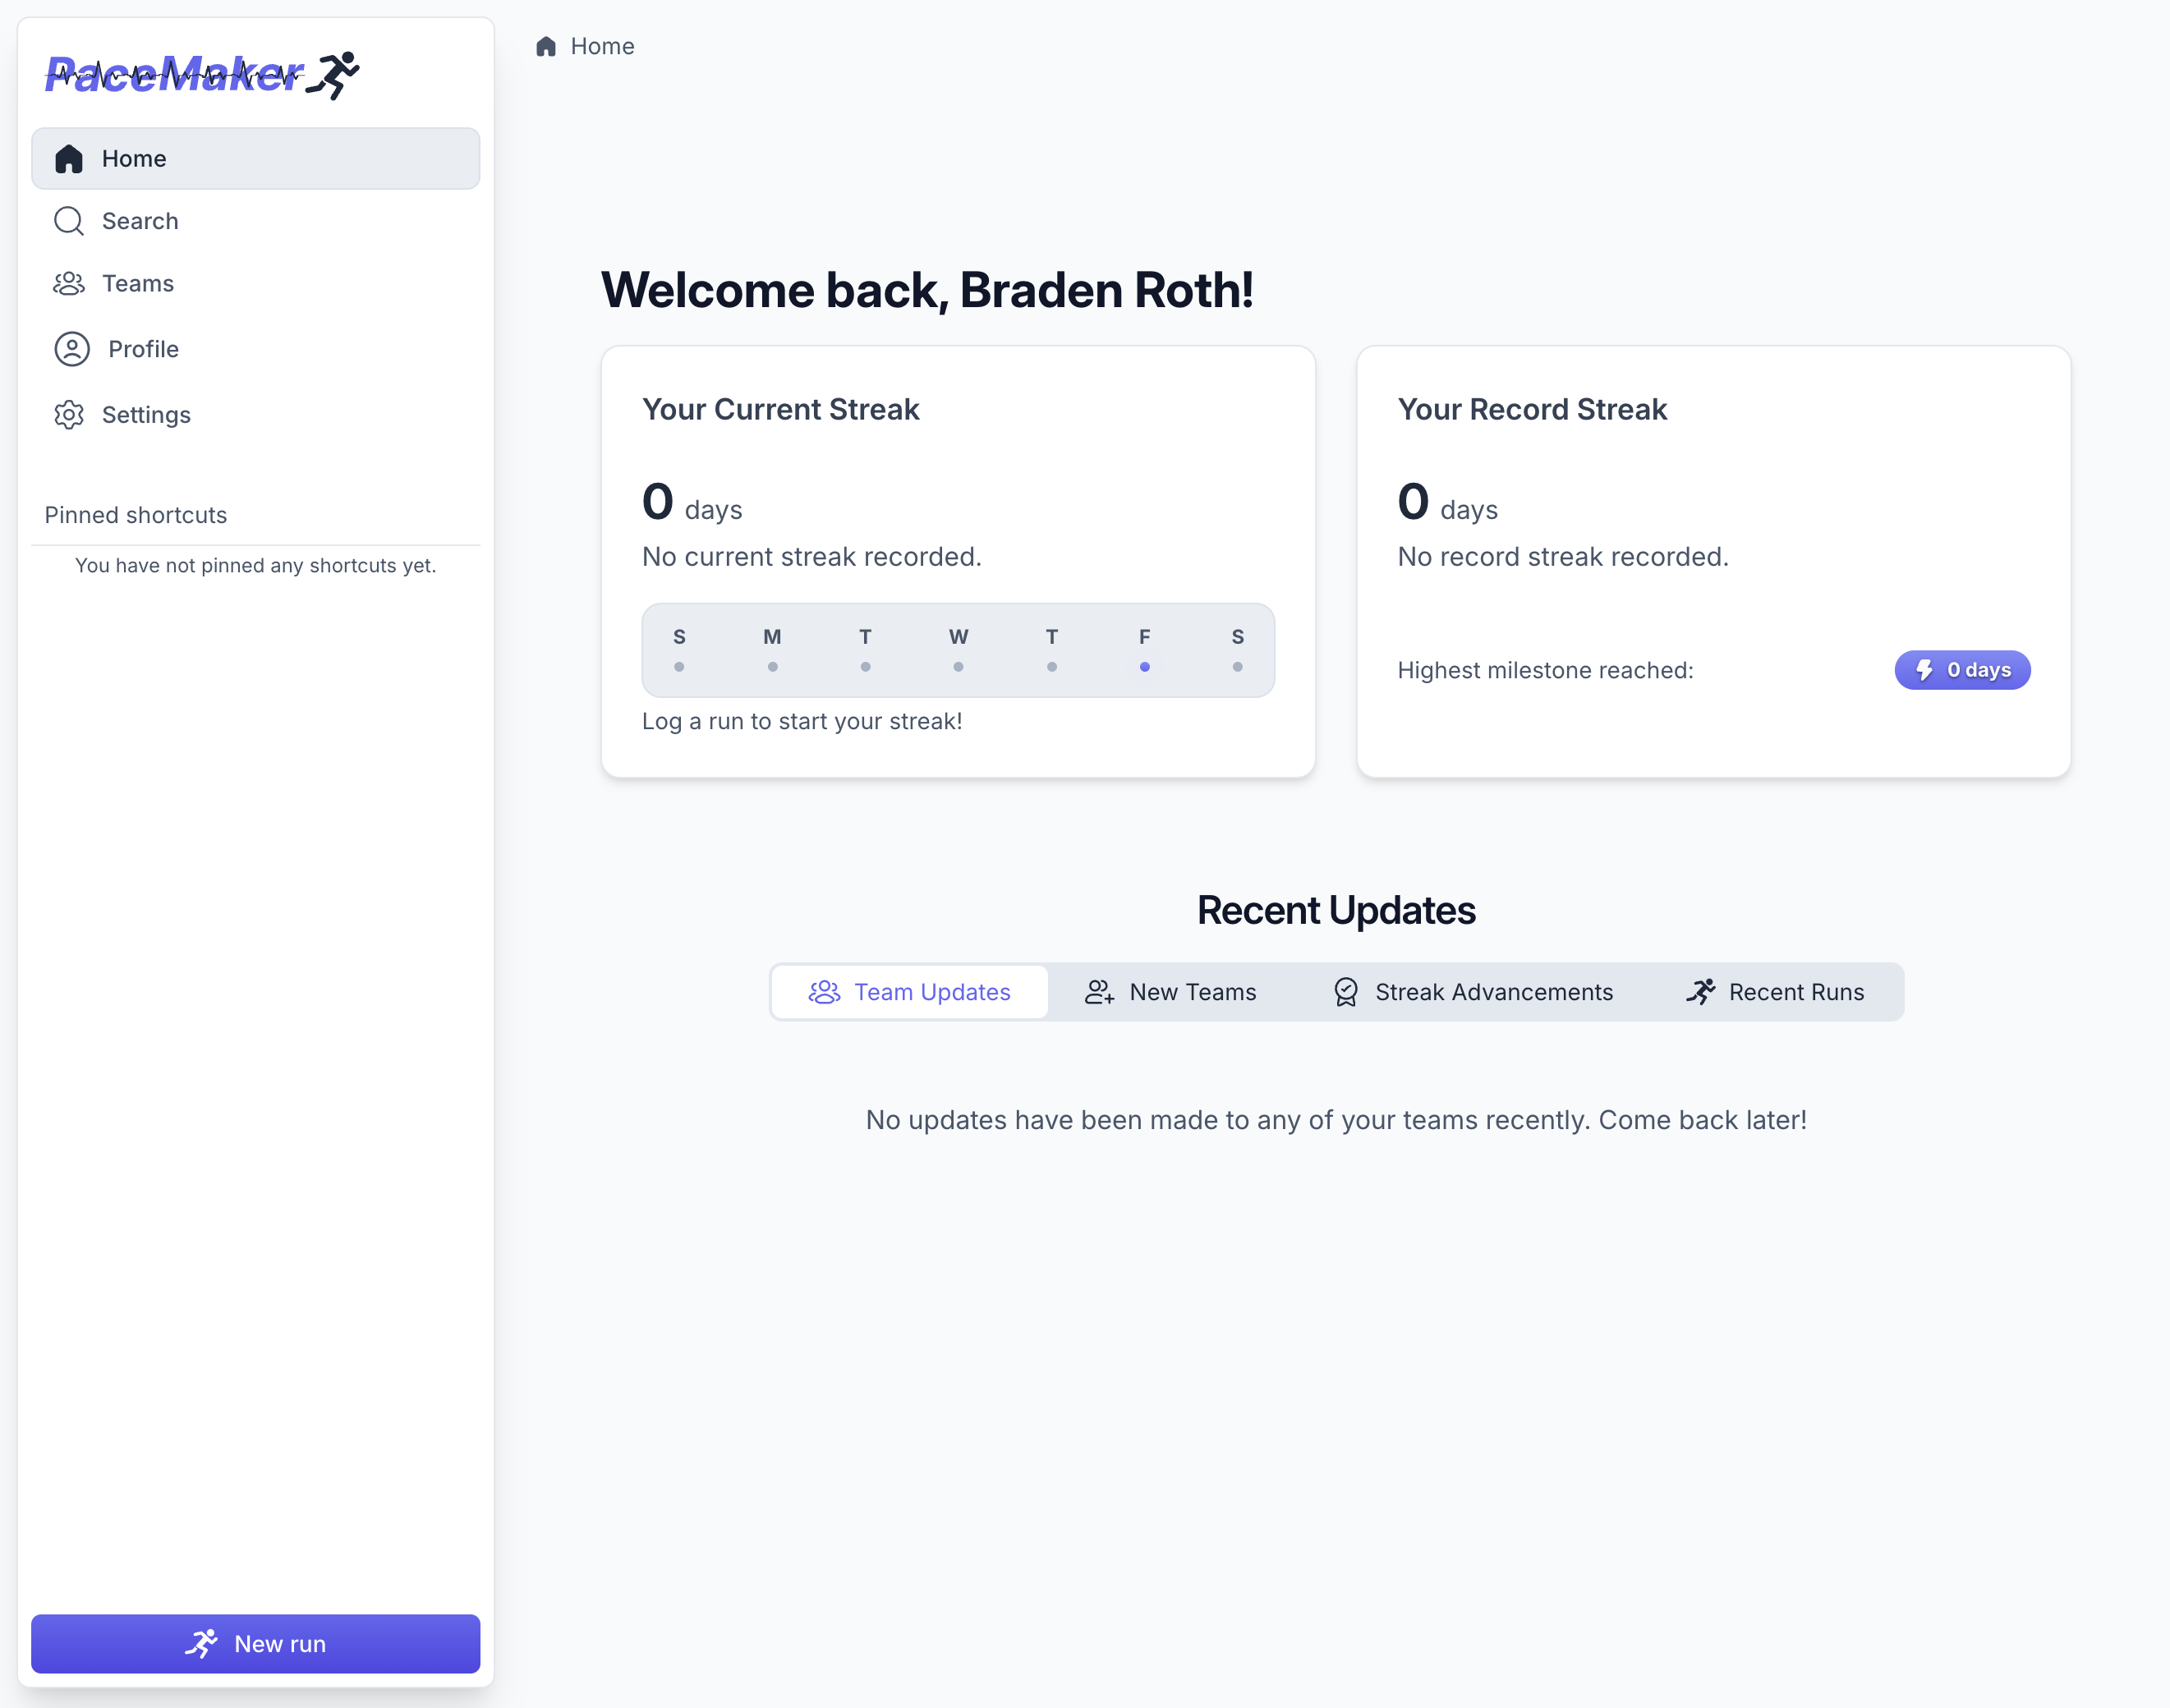 PaceMaker
Home
Search
Teams
Profile
Settings
Pinned shortcuts
You have not pinned any shortcuts yet.
New run
Home
Welcome back, Braden Roth!
Your Current Streak
0 days
No current streak recorded.
S M T W T F S
Log a run to start your streak!
Your Record Streak
0 days
No record streak recorded.
Highest milestone reached: 0 days
Recent Updates
Team Updates New Teams Streak Advancements Recent Runs
No updates have been made to any of your teams recently. Come back later!